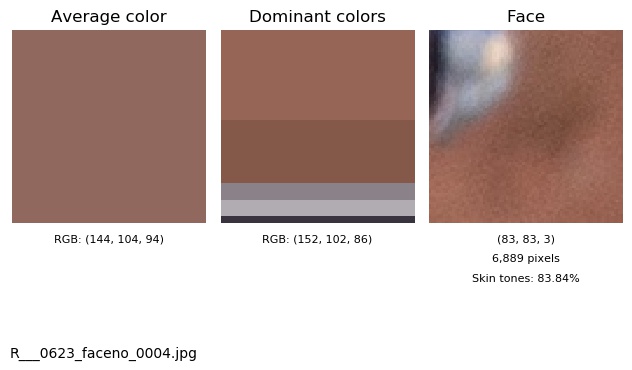 Average color
Dominant colors
Face
RGB: (144, 104, 94)
RGB: (152, 102, 86)
(83, 83, 3)
6,889 pixels
Skin tones: 83.84%
R___0623_faceno_0004.jpg